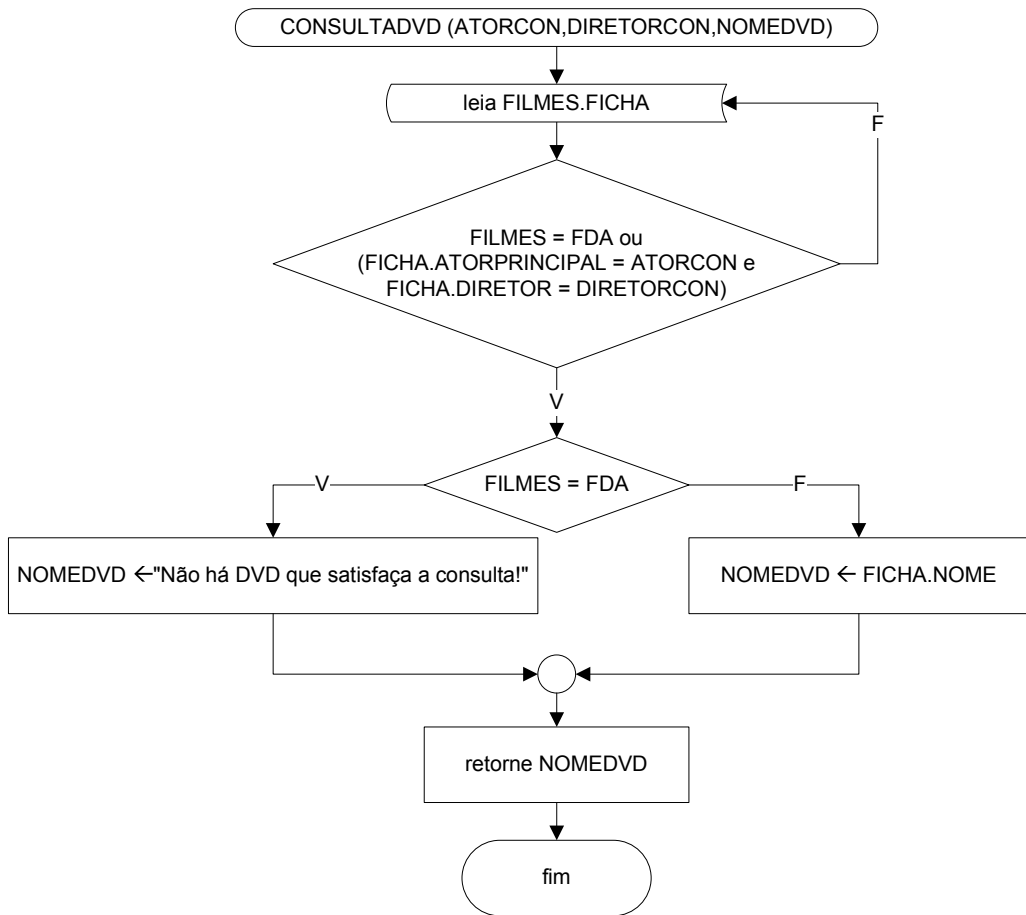 CONSULTADVD (ATORCON,DIRETORCON,NOMEDVD)
leia FILMES.FICHA
F
FILMES = FDA ou
(FICHA.ATORPRINCIPAL = ATORCON e
FICHA.DIRETOR = DIRETORCON)
V
FILMES = FDA
V
F
NOMEDVD ←"Não há DVD que satisfaça a consulta!"
NOMEDVD ← FICHA.NOME
retorne NOMEDVD
fim